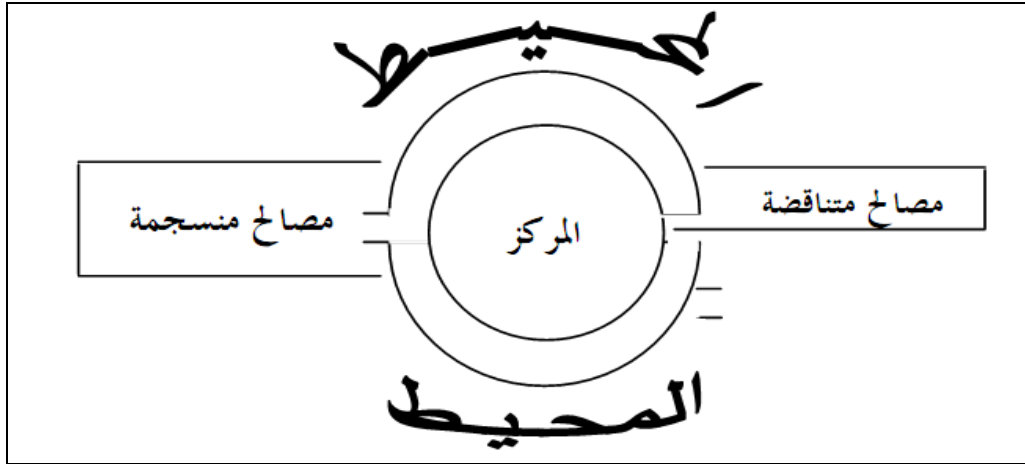 مصالح متناقضة
المركز
مصالح منسجمة
المحيط